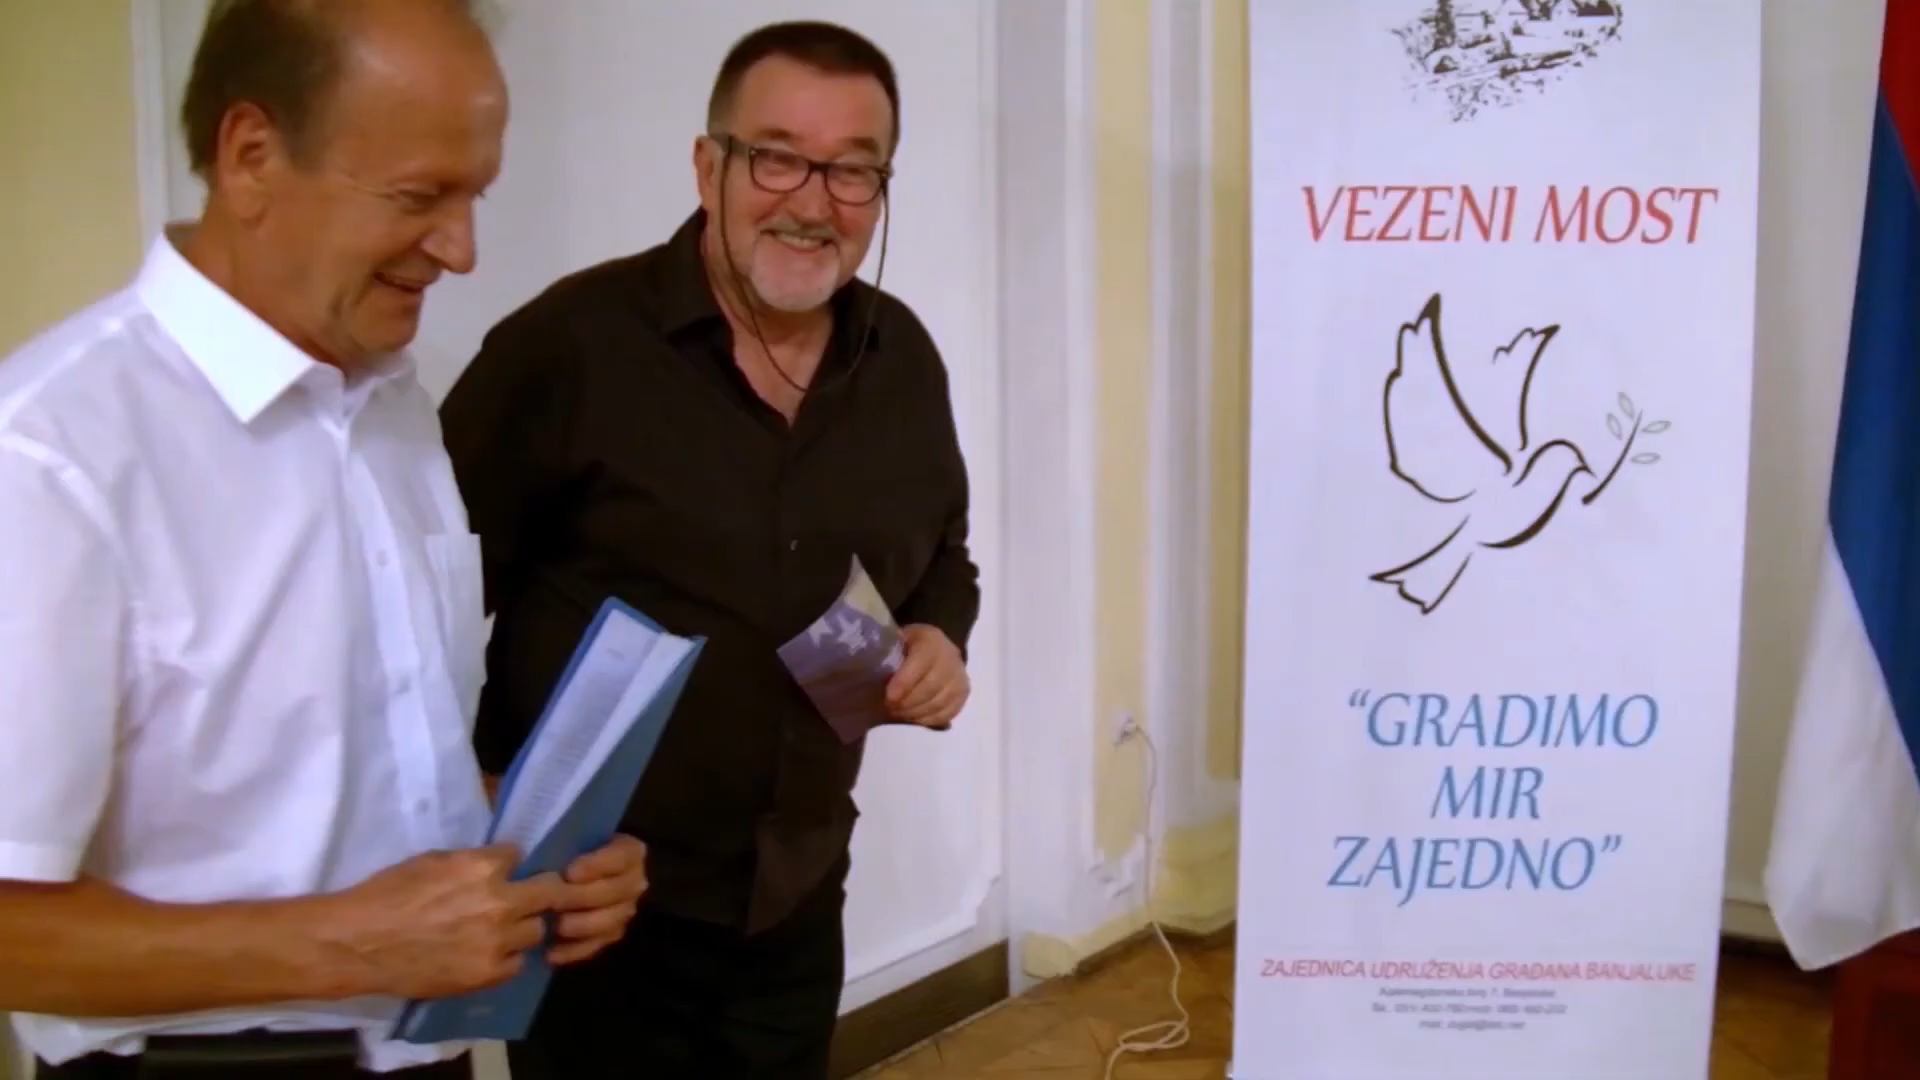 VEZENI MOST
“GRADIMO
MIR
ZAJEDNO”
ZAJEDNICA UDRUŽENJA GRAĐANA BANJALUKE